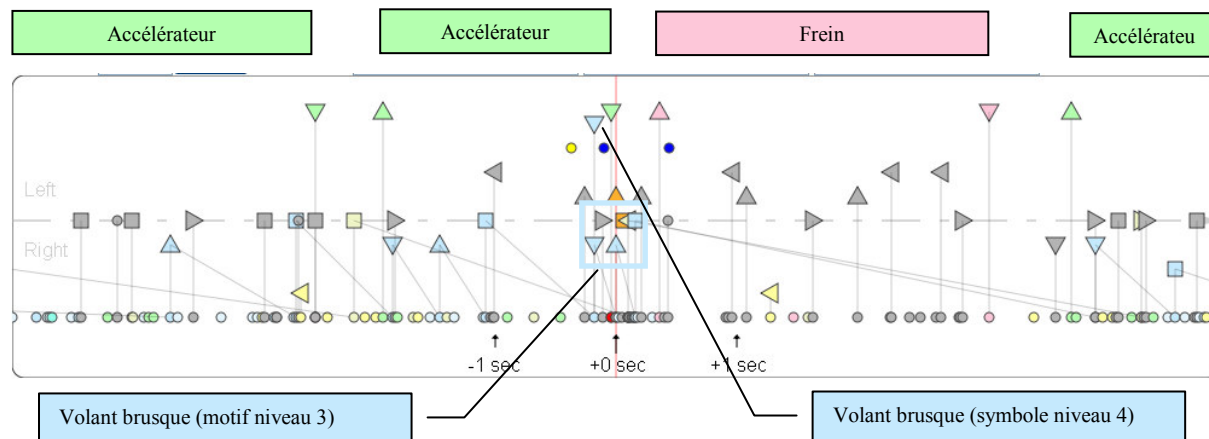 Accélérateur
Accélérateur
Frein
Accélérateu
Left
Right
-1 sec
+0 sec
+1 sec
Volant brusque (motif niveau 3)
Volant brusque (symbole niveau 4)